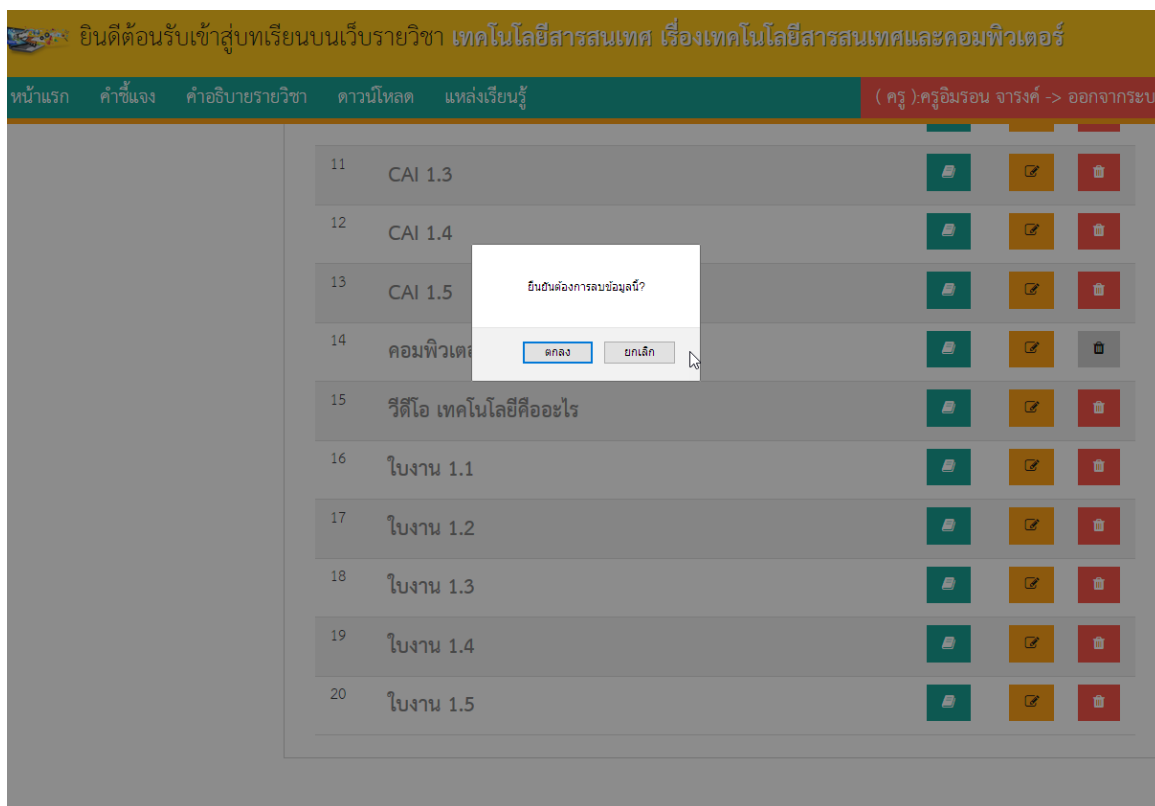 ยินดีต้อนรับเข้าสู่บทเรียนบนเว็บรายวิชา เทคโนโลยีสารสนเทศ เรื่องเทคโนโลยีสารสนเทศและคอมพิวเตอร์
หน้าแรก คำชี้แจง คำอธิบายรายวิชา ดาวน์โหลด แหล่งเรียนรู้ ( ครู ):ครูอิมรอน จารงค์ -> ออกจากระบ
11 CAI 1.3
12 CAI 1.4
13 CAI 1.5
ยืนยันต้องการลบข้อมูลนี้?
14 คอมพิวเตอ
ตกลง ยกเลิก
15 วีดีโอ เทคโนโลยีคืออะไร
16 ใบงาน 1.1
17 ใบงาน 1.2
18 ใบงาน 1.3
19 ใบงาน 1.4
20 ใบงาน 1.5